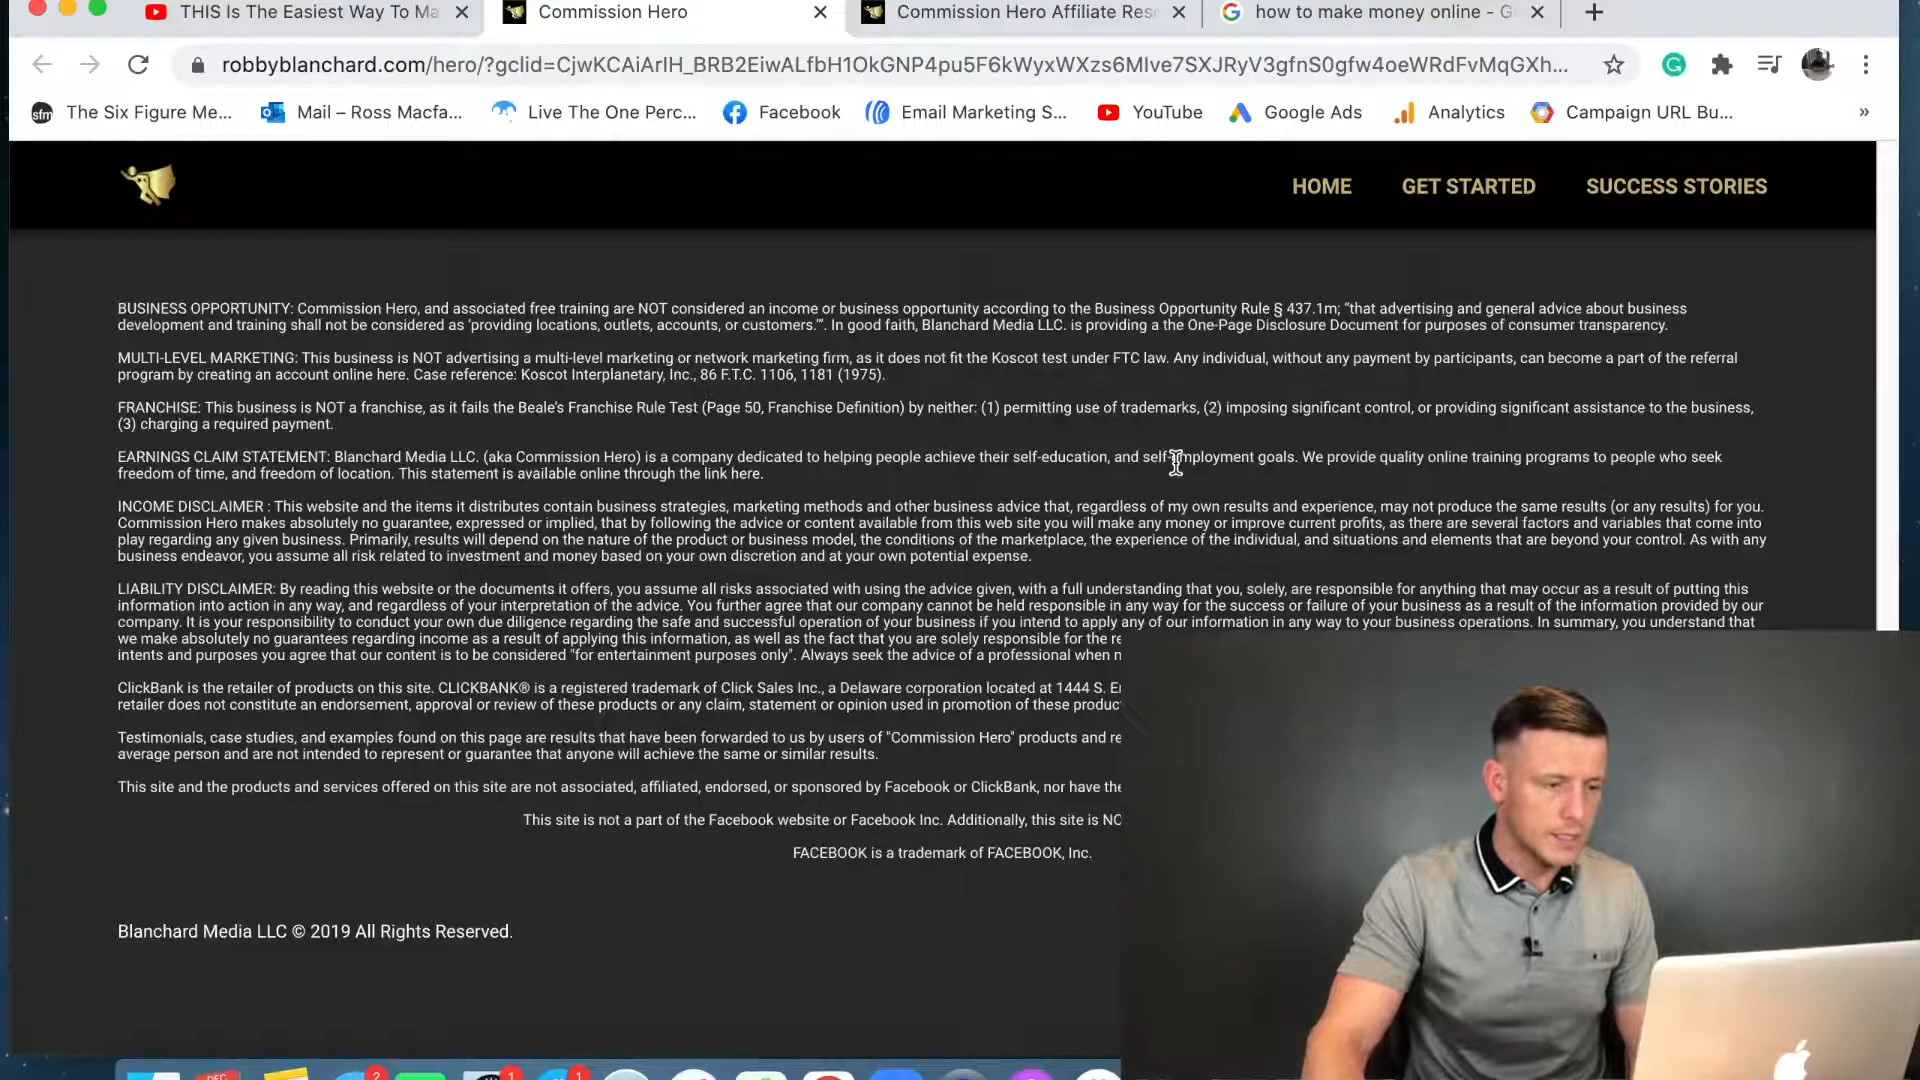 THIS Is The Easiest Way To Ma
Commission Hero
Commission Hero Affiliate Res
how to make money online - G
robbyblanchard.com/hero/?gclid=CjwKCAiArIH_BRB2EiwALfbH1OkGNP4pu5F6kWyxWXzs6MIve7SXJRyV3gfnS0gfw4oeWRdFvMqGXh...
sfm
The Six Figure Me...
Mail – Ross Macfa...
Live The One Perc...
Facebook
Email Marketing S...
YouTube
Google Ads
Analytics
Campaign URL Bu...
»
HOME
GET STARTED
SUCCESS STORIES
BUSINESS OPPORTUNITY: Commission Hero, and associated free training are NOT considered an income or business opportunity according to the Business Opportunity Rule § 437.1m; "that advertising and general advice about business
development and training shall not be considered as 'providing locations, outlets, accounts, or customers.'". In good faith, Blanchard Media LLC. is providing a the One-Page Disclosure Document for purposes of consumer transparency.
MULTI-LEVEL MARKETING: This business is NOT advertising a multi-level marketing or network marketing firm, as it does not fit the Koscot test under FTC law. Any individual, without any payment by participants, can become a part of the referral
program by creating an account online here. Case reference: Koscot Interplanetary, Inc., 86 F.T.C. 1106, 1181 (1975).
FRANCHISE: This business is NOT a franchise, as it fails the Beale's Franchise Rule Test (Page 50, Franchise Definition) by neither: (1) permitting use of trademarks, (2) imposing significant control, or providing significant assistance to the business,
(3) charging a required payment.
EARNINGS CLAIM STATEMENT: Blanchard Media LLC. (aka Commission Hero) is a company dedicated to helping people achieve their self-education, and self-employment goals. We provide quality online training programs to people who seek
freedom of time, and freedom of location. This statement is available online through the link here.
INCOME DISCLAIMER : This website and the items it distributes contain business strategies, marketing methods and other business advice that, regardless of my own results and experience, may not produce the same results (or any results) for you.
Commission Hero makes absolutely no guarantee, expressed or implied, that by following the advice or content available from this web site you will make any money or improve current profits, as there are several factors and variables that come into
play regarding any given business. Primarily, results will depend on the nature of the product or business model, the conditions of the marketplace, the experience of the individual, and situations and elements that are beyond your control. As with any
business endeavor, you assume all risk related to investment and money based on your own discretion and at your own potential expense.
LIABILITY DISCLAIMER: By reading this website or the documents it offers, you assume all risks associated with using the advice given, with a full understanding that you, solely, are responsible for anything that may occur as a result of putting this
information into action in any way, and regardless of your interpretation of the advice. You further agree that our company cannot be held responsible in any way for the success or failure of your business as a result of the information provided by our
company. It is your responsibility to conduct your own due diligence regarding the safe and successful operation of your business if you intend to apply any of our information in any way to your business operations. In summary, you understand that
we make absolutely no guarantees regarding income as a result of applying this information, as well as the fact that you are solely responsible for the re
intents and purposes you agree that our content is to be considered "for entertainment purposes only". Always seek the advice of a professional when
ClickBank is the retailer of products on this site. CLICKBANK® is a registered trademark of Click Sales Inc., a Delaware corporation located at 1444 S.
retailer does not constitute an endorsement, approval or review of these products or any claim, statement or opinion used in promotion of these produc
Testimonials, case studies, and examples found on this page are results that have been forwarded to us by users of "Commission Hero" products and re
average person and are not intended to represent or guarantee that anyone will achieve the same or similar results.
This site and the products and services offered on this site are not associated, affiliated, endorsed, or sponsored by Facebook or ClickBank, nor have the
This site is not a part of the Facebook website or Facebook Inc. Additionally, this site is NO
FACEBOOK is a trademark of FACEBOOK, Inc.
Blanchard Media LLC © 2019 All Rights Reserved.
DEC
2
1
1